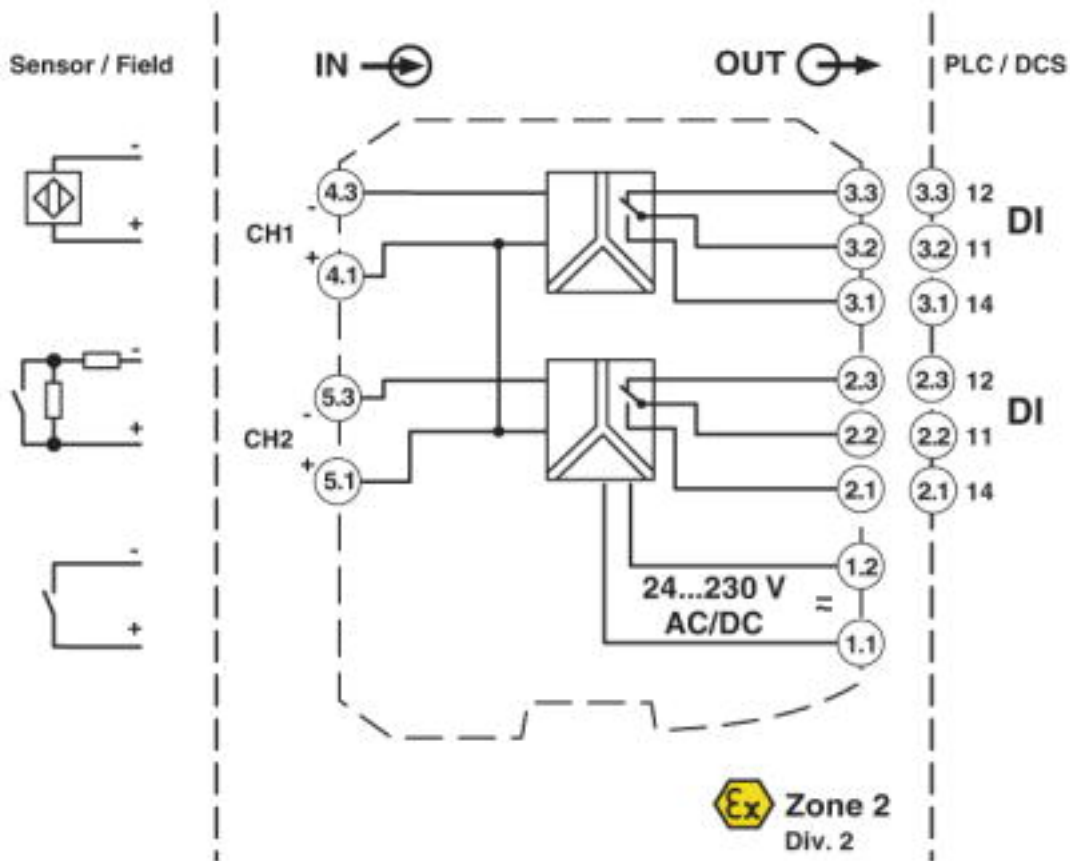 Sensor / Field
IN
OUT
PLC / DCS
-
+
4.3
-
CH1
+
4.1
3.3
3.2
3.1
3.3 12
3.2 11
3.1 14
DI
-
+
5.3
-
CH2
+
5.1
2.3
2.2
2.1
2.3 12
2.2 11
2.1 14
DI
-
+
1.2
24...230 V
AC/DC
1.1
Ex Zone 2
Div. 2